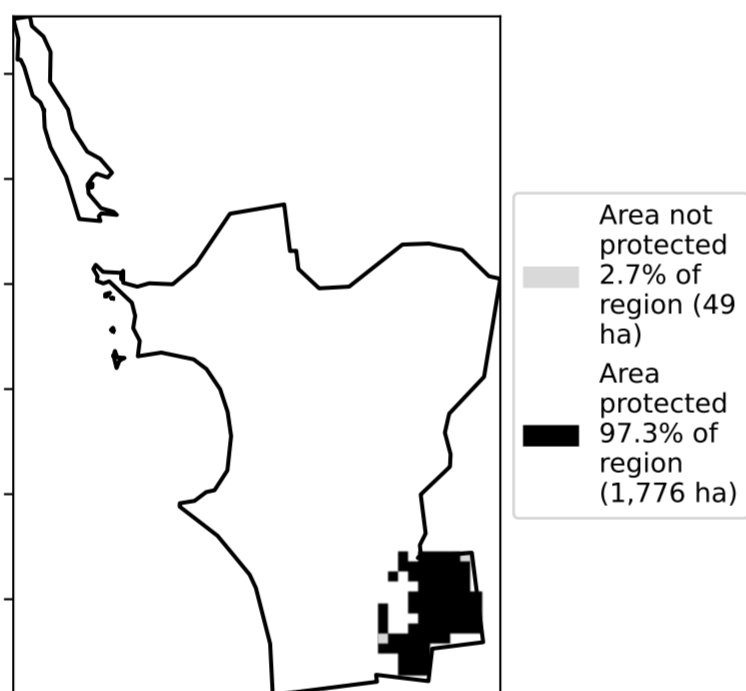 Area not
protected
2.7% of
region (49
ha)
Area
protected
97.3% of
region
(1,776 ha)